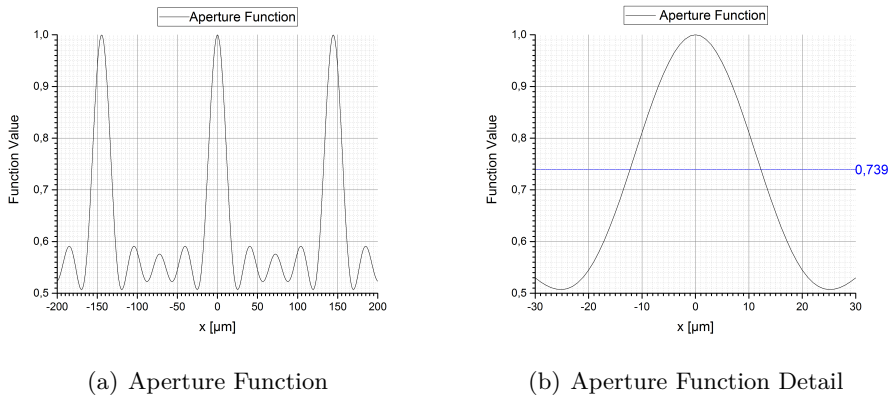 Aperture Function
1,0
0,9
0,8
0,7
0,6
0,5
Function Value
-200 -150 -100 -50 0 50 100 150 200
x [µm]
(a) Aperture Function
Aperture Function
1,0
0,9
0,8
0,7
0,6
0,5
Function Value
0,739
-30 -20 -10 0 10 20 30
x [µm]
(b) Aperture Function Detail